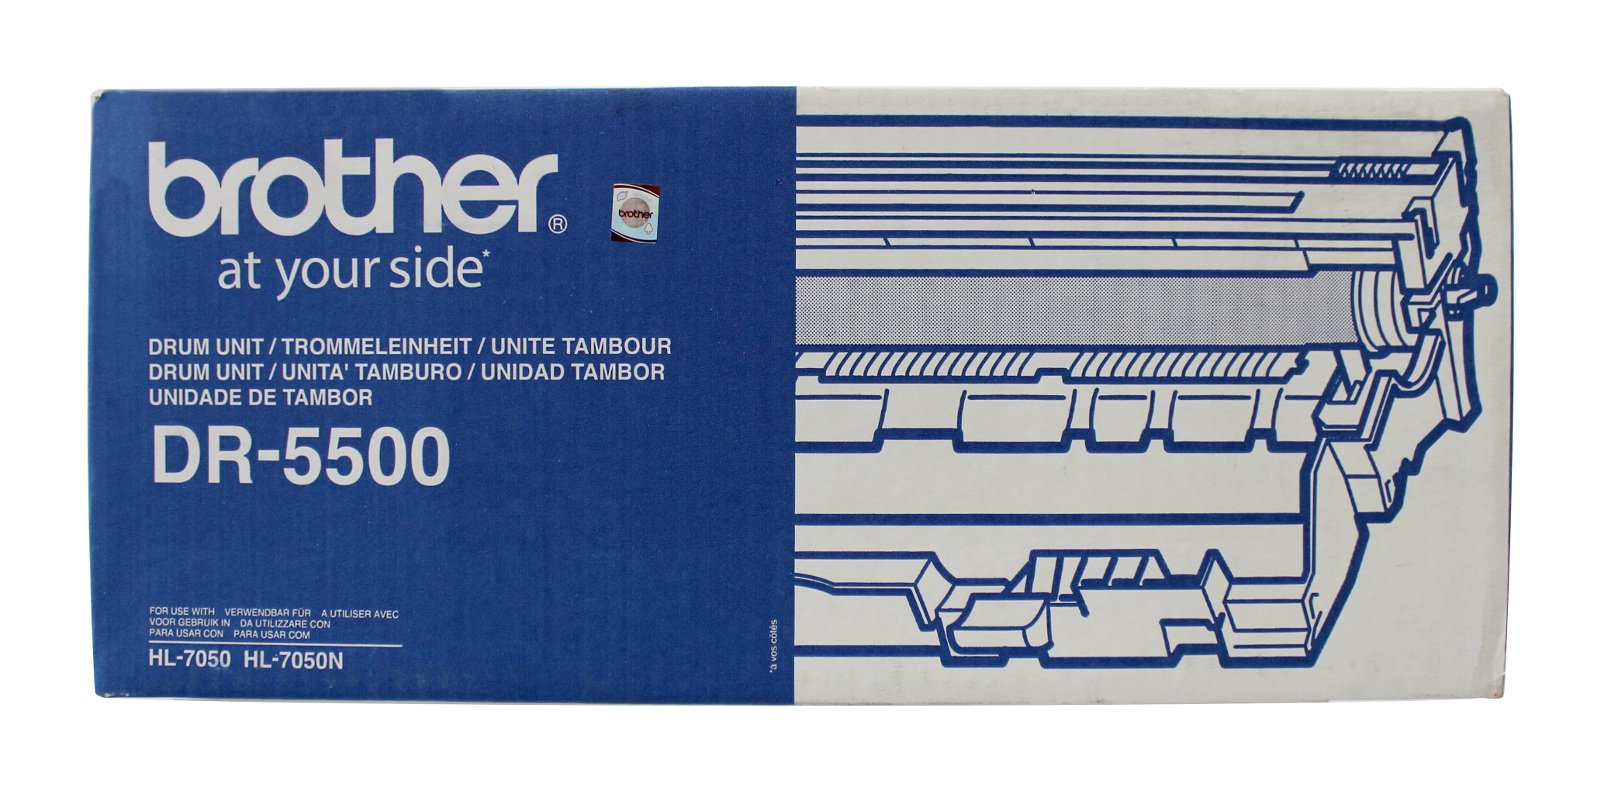 brother®
at your side*
brother
DRUM UNIT / TROMMELEINHEIT / UNITE TAMBOUR
DRUM UNIT / UNITA' TAMBURO / UNIDAD TAMBOR
UNIDADE DE TAMBOR
DR-5500
FOR USE WITH VERWENDBAR FÜR A UTILISER AVEC
VOOR GEBRUIK IN DA UTILIZZARE CON
PARA USAR CON PARA USAR COM
HL-7050 HL-7050N
*à vos côtés